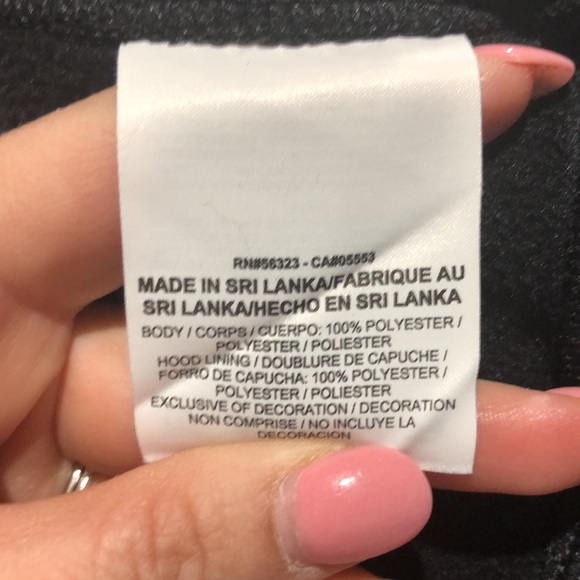 RN#56323 - CA#05553
MADE IN SRI LANKA/FABRIQUE AU
SRI LANKA/HECHO EN SRI LANKA
BODY / CORPS / CUERPO: 100% POLYESTER /
POLYESTER / POLIESTER
HOOD LINING / DOUBLURE DE CAPUCHE /
FORRO DE CAPUCHA: 100% POLYESTER /
POLYESTER / POLIESTER
EXCLUSIVE OF DECORATION / DECORATION
NON COMPRISE / NO INCLUYE LA
DECORACION